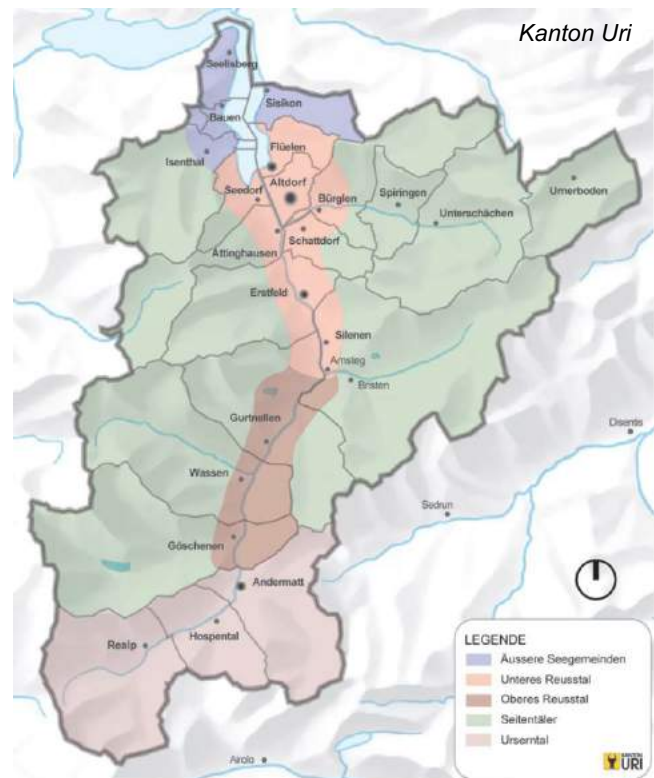 Kanton Uri
Seelisberg
Sisikon
Bauen
Flüelen
Isenthal
Altdorf
Urnerboden
Seedorf
Bürglen
Spiringen
Unterschächen
Schattdorf
Attinghausen
Erstfeld
Silenen
Amsteg
Bristen
Gurtnellen
Disentis
Wassen
Sedrun
Göschenen
Andermatt
Hospental
Realp
Airolo
LEGENDE
Äussere Seegemeinden
Unteres Reusstal
Oberes Reusstal
Seitentäler
Urserntal
KANTON
URI